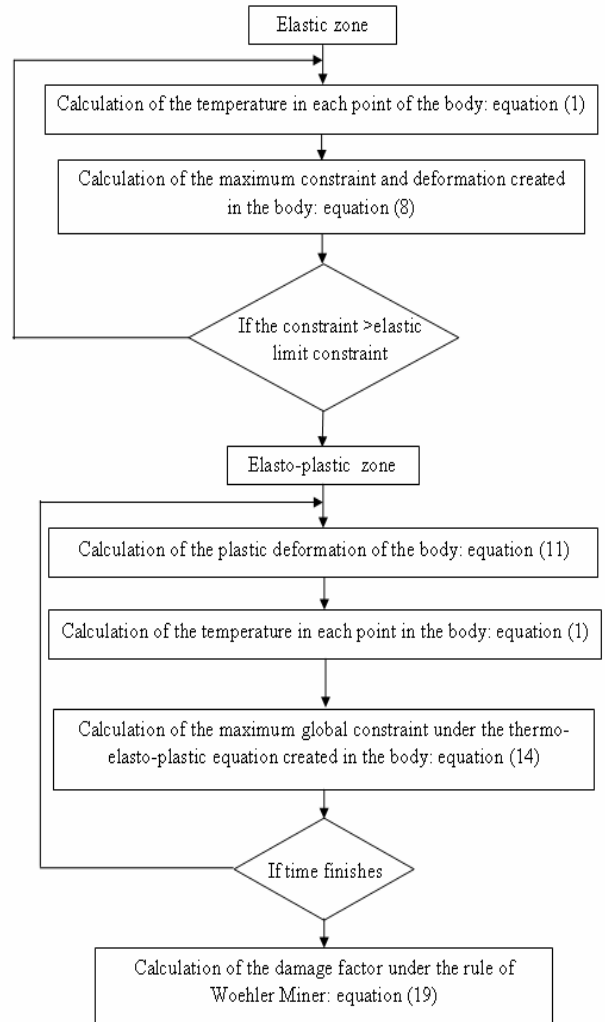 Elastic zone
Calculation of the temperature in each point of the body: equation (1)
Calculation of the maximum constraint and deformation created
in the body: equation (8)
If the constraint >elastic
limit constraint
Elasto-plastic zone
Calculation of the plastic deformation of the body: equation (11)
Calculation of the temperature in each point in the body: equation (1)
Calculation of the maximum global constraint under the thermo-
elasto-plastic equation created in the body: equation (14)
If time finishes
Calculation of the damage factor under the rule of
Woehler Miner: equation (19)